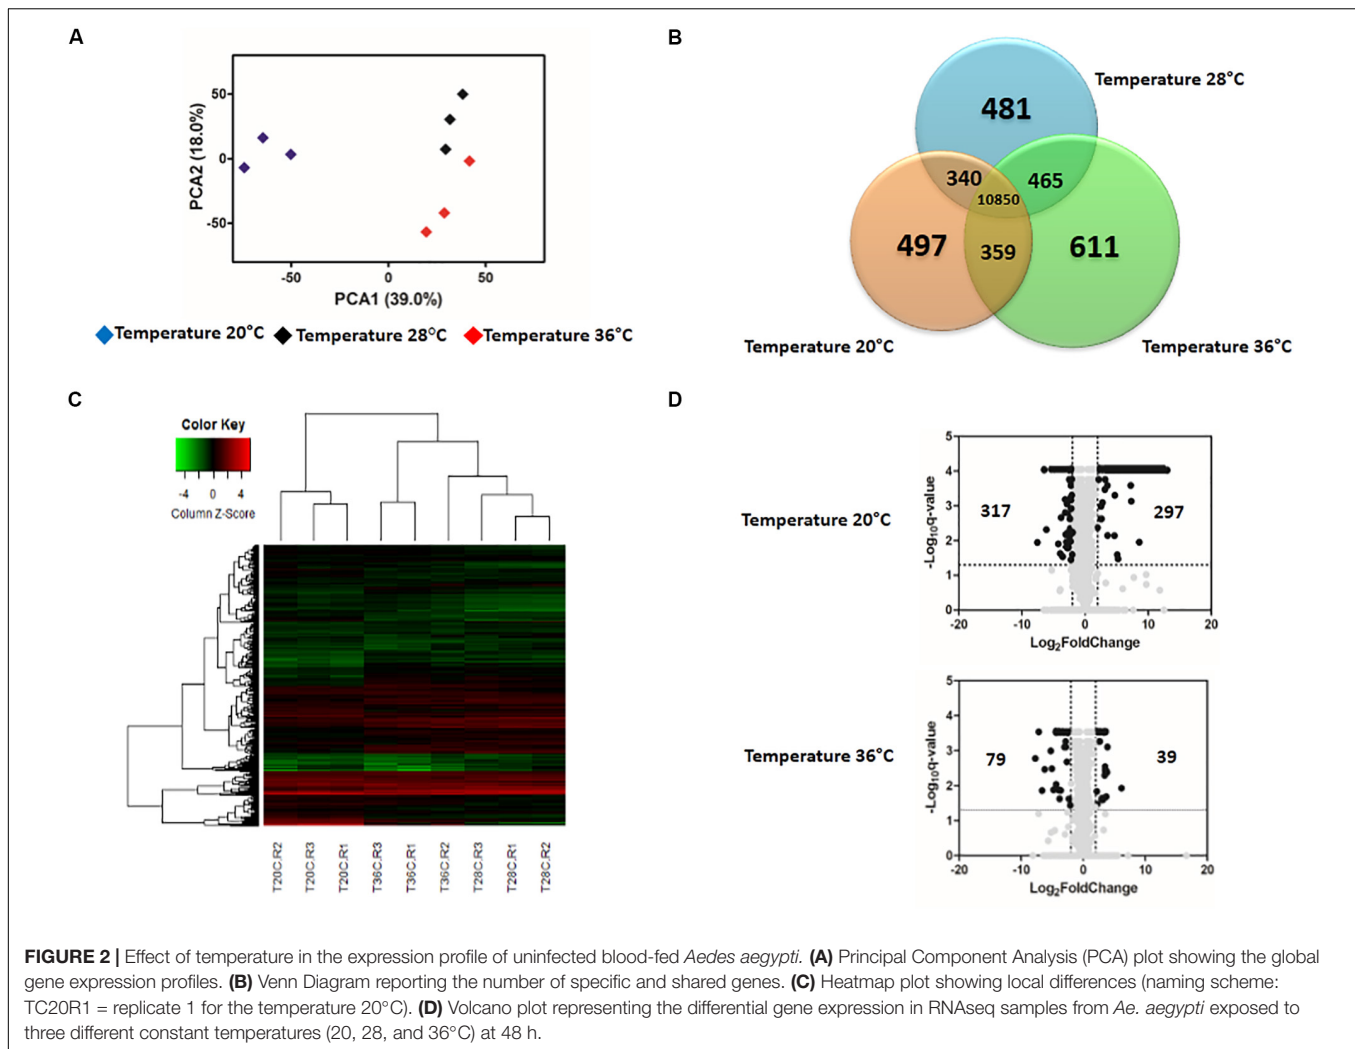 A
PCA2 (18.0%)
50
0
-50
-50
0
50
PCA1 (39.0%)
Temperature 20°C
Temperature 28°C
Temperature 36°C
B
Temperature 28°C
481
340
465
10850
497
359
611
Temperature 20°C
Temperature 36°C
C
Color Key
-4
0
4
Column Z-Score
T20C.R2
T20C.R3
T20C.R1
T36C.R3
T36C.R1
T36C.R2
T28C.R3
T28C.R1
T28C.R2
D
Temperature 20°C
-Log10q-value
5
4
3
2
1
0
317
297
-20
-10
0
10
20
Log2FoldChange
Temperature 36°C
-Log10q-value
5
4
3
2
1
0
79
39
-20
-10
0
10
20
Log2FoldChange
FIGURE 2 | Effect of temperature in the expression profile of uninfected blood-fed Aedes aegypti. (A) Principal Component Analysis (PCA) plot showing the global
gene expression profiles. (B) Venn Diagram reporting the number of specific and shared genes. (C) Heatmap plot showing local differences (naming scheme:
TC20R1 = replicate 1 for the temperature 20°C). (D) Volcano plot representing the differential gene expression in RNAseq samples from Ae. aegypti exposed to
three different constant temperatures (20, 28, and 36°C) at 48 h.